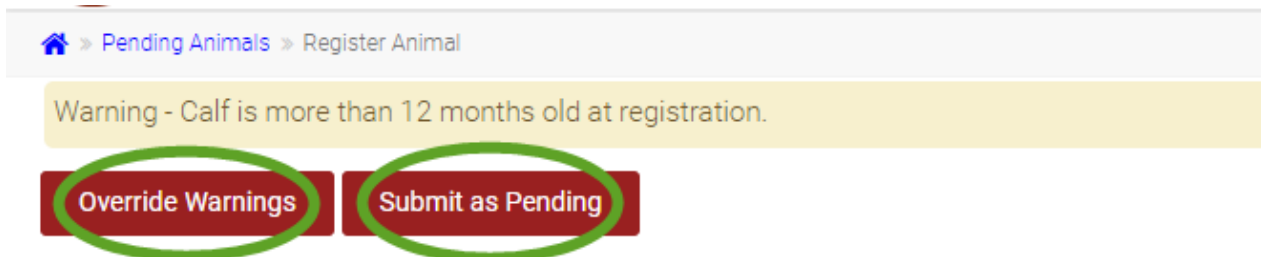 » Pending Animals » Register Animal
Warning - Calf is more than 12 months old at registration.
Override Warnings Submit as Pending